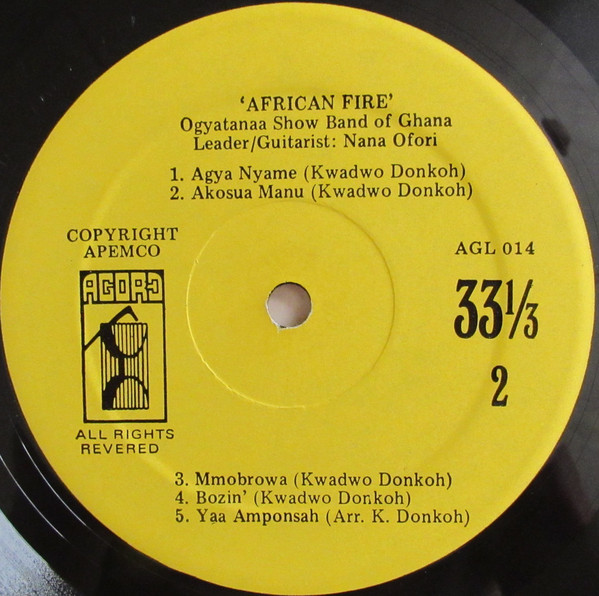 'AFRICAN FIRE'
Ogyatanaa Show Band of Ghana
Leader/Guitarist: Nana Ofori
1. Agya Nyame (Kwadwo Donkoh)
2. Akosua Manu (Kwadwo Donkoh)
COPYRIGHT
APEMCO
AGORO
ALL RIGHTS
REVERED
AGL 014
33⅓
2
3. Mmobrowa (Kwadwo Donkoh)
4. Bozin' (Kwadwo Donkoh)
5. Yaa Amponsah (Arr. K. Donkoh)